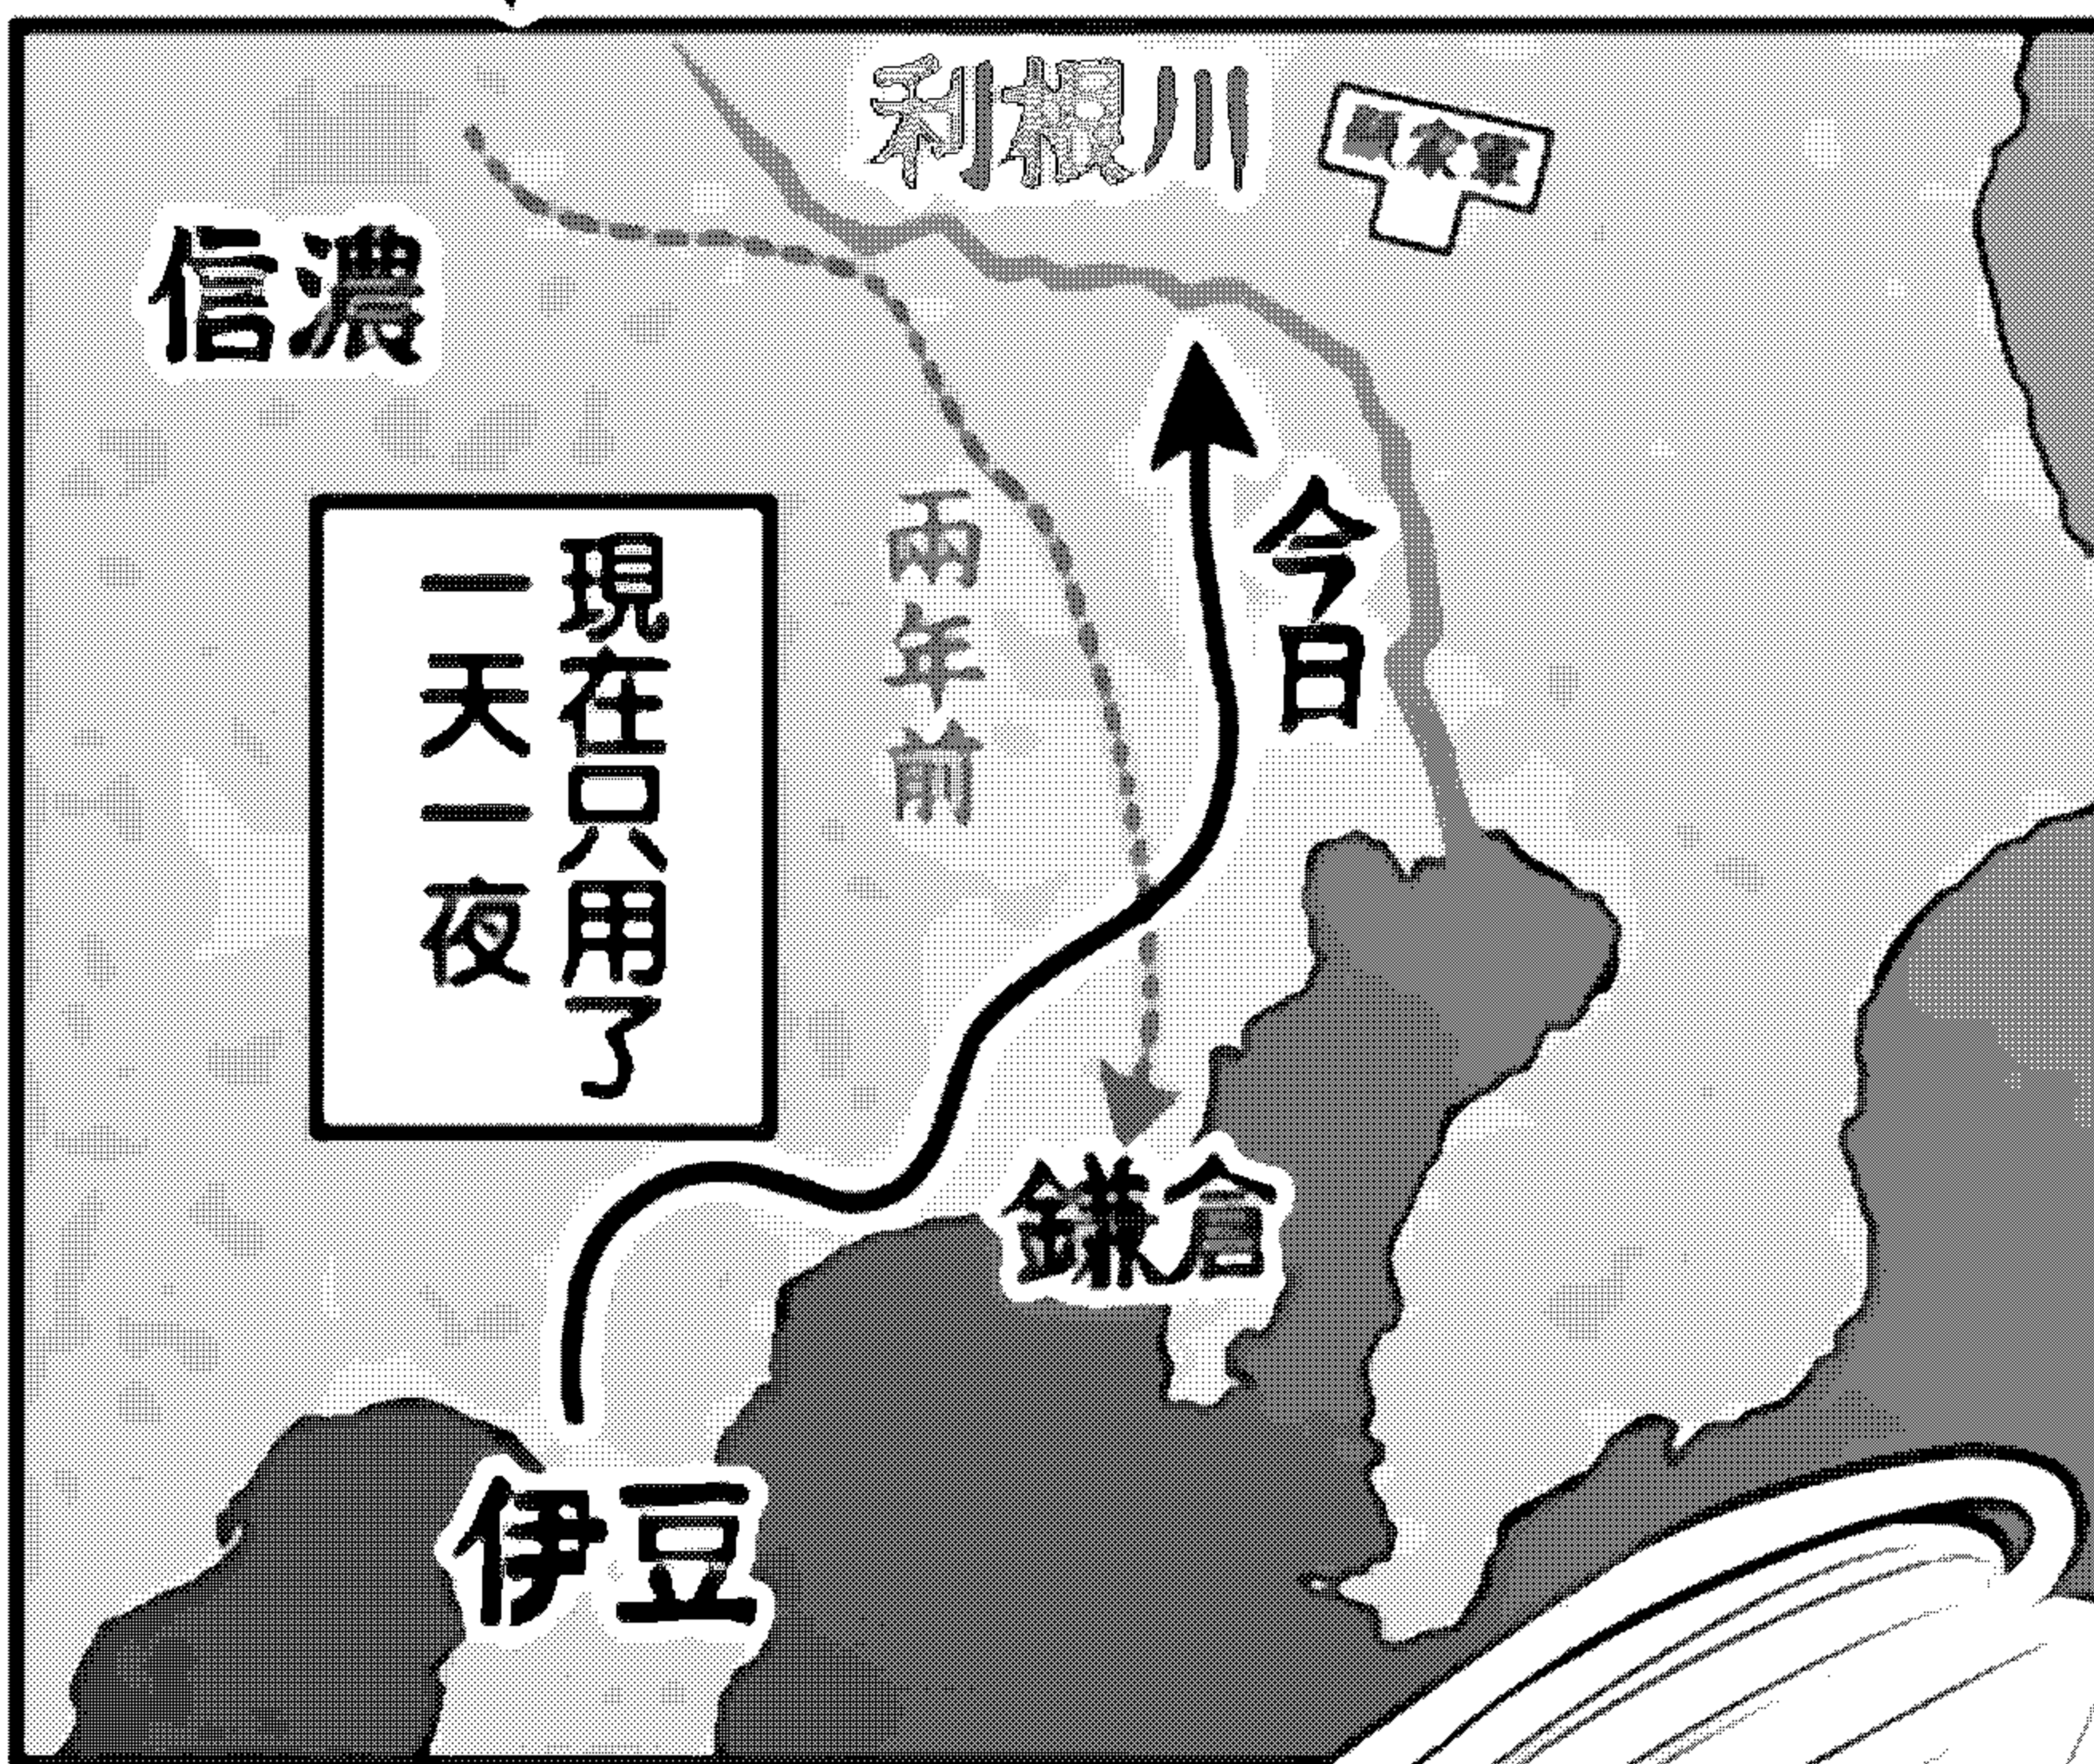 利根川
信濃
今日
兩年前
現在只用了
一天一夜
鎌倉
伊豆